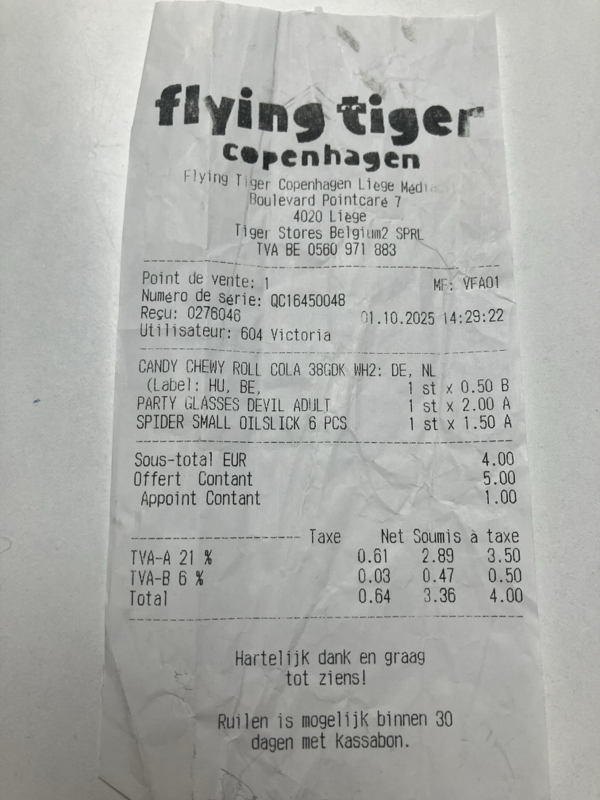 flying tiger
copenhagen
Flying Tiger Copenhagen Liege Media
Boulevard Pointcaré 7
4020 Liège
Tiger Stores Belgium2 SPRL
TVA BE 0560 971 883
Point de vente: 1 MF: VFA01
Numéro de série: QC16450048
Reçu: 0276046 01.10.2025 14:29:22
Utilisateur: 604 Victoria
CANDY CHEWY ROLL COLA 38GDK WH2: DE, NL
(Label: HU, BE, 1 st x 0.50 B
PARTY GLASSES DEVIL ADULT 1 st x 2.00 A
SPIDER SMALL OILSLICK 6 PCS 1 st x 1.50 A
Sous-total EUR 4.00
Offert Contant 5.00
Appoint Contant 1.00
Taxe Net Soumis à taxe
TVA-A 21 % 0.61 2.89 3.50
TVA-B 6 % 0.03 0.47 0.50
Total 0.64 3.36 4.00
Hartelijk dank en graag
tot ziens!
Ruilen is mogelijk binnen 30
dagen met kassabon.